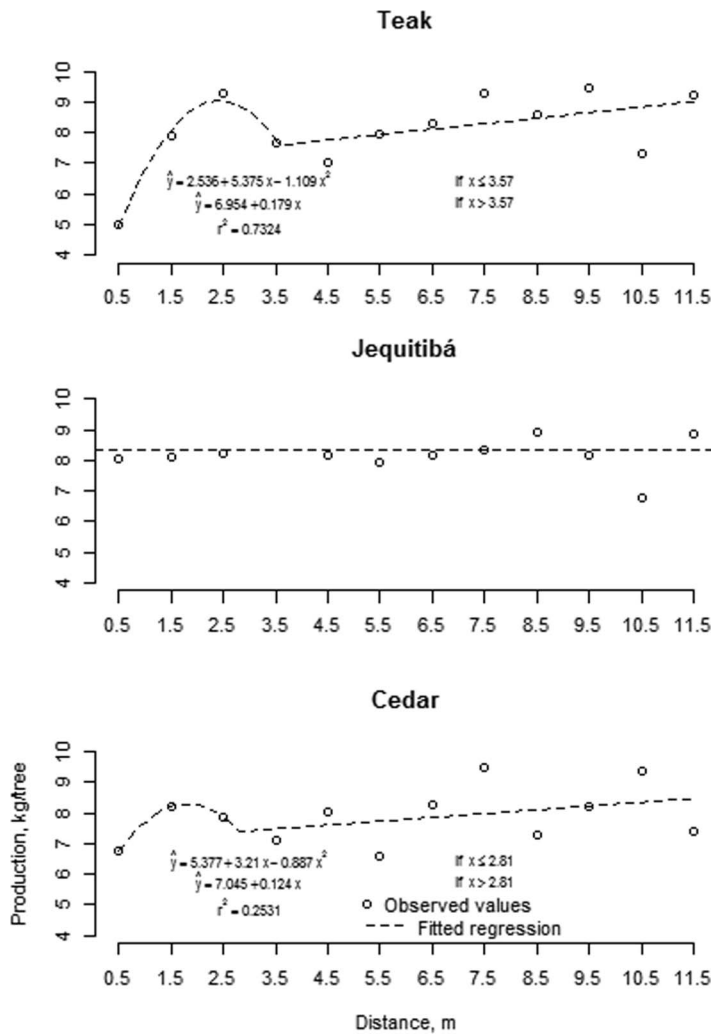 Teak
10
9
8
7
6
5
4
ŷ = 2.536 + 5.375 x − 1.109 x² If x ≤ 3.57
ŷ = 6.954 + 0.179 x If x > 3.57
r² = 0.7324
0.5 1.5 2.5 3.5 4.5 5.5 6.5 7.5 8.5 9.5 10.5 11.5
Jequitibá
10
9
8
7
6
5
4
0.5 1.5 2.5 3.5 4.5 5.5 6.5 7.5 8.5 9.5 10.5 11.5
Cedar
Production, kg/tree
10
9
8
7
6
5
4
ŷ = 5.377 + 3.21 x − 0.887 x² If x ≤ 2.81
ŷ = 7.045 + 0.124 x If x > 2.81
r² = 0.2531
Observed values
Fitted regression
0.5 1.5 2.5 3.5 4.5 5.5 6.5 7.5 8.5 9.5 10.5 11.5
Distance, m